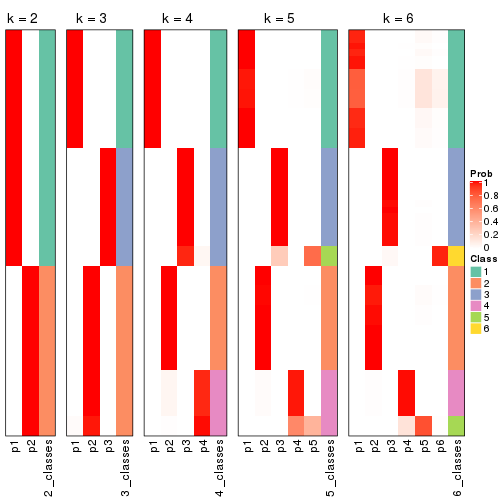 k = 2
k = 3
k = 4
k = 5
k = 6
p1
p2
2_classes
p1
p2
p3
3_classes
p1
p2
p3
p4
4_classes
p1
p2
p3
p4
p5
5_classes
p1
p2
p3
p4
p5
p6
6_classes
Prob
1
0.8
0.6
0.4
0.2
0
Class
1
2
3
4
5
6